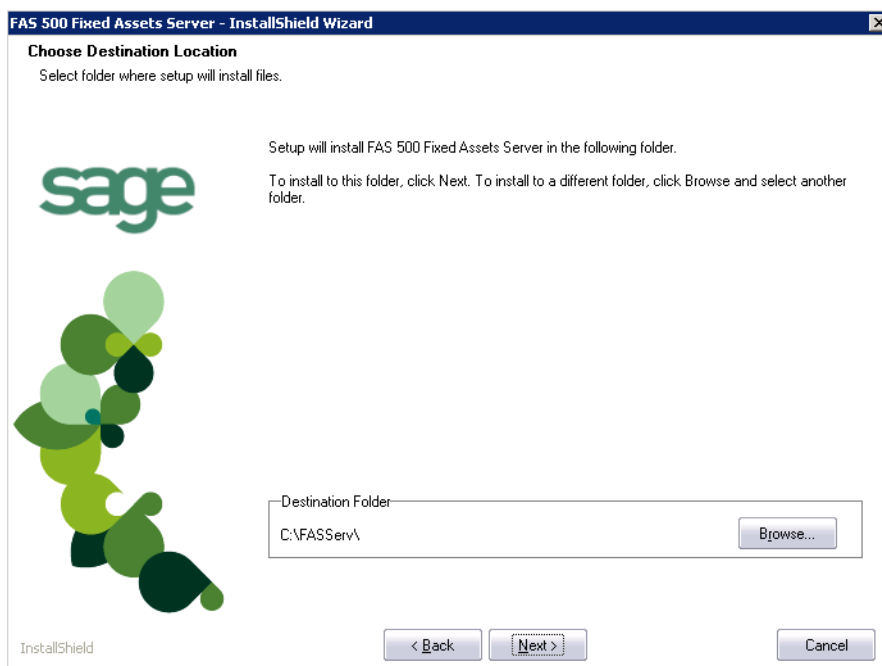 FAS 500 Fixed Assets Server - InstallShield Wizard
Choose Destination Location
Select folder where setup will install files.
sage
Setup will install FAS 500 Fixed Assets Server in the following folder.
To install to this folder, click Next. To install to a different folder, click Browse and select another
folder.
Destination Folder
C:\FASServ\
Browse...
InstallShield
< Back
Next >
Cancel